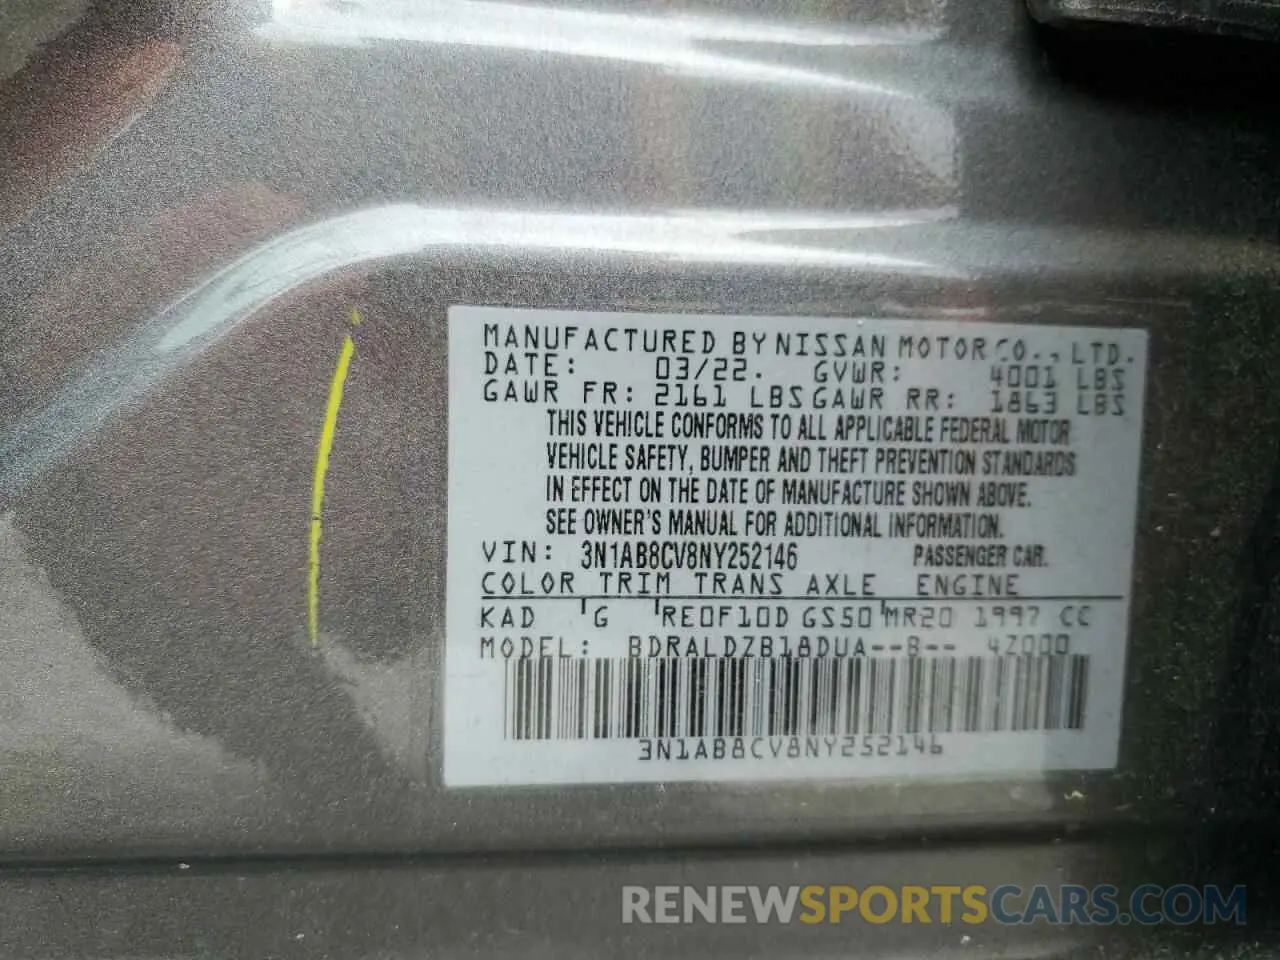 MANUFACTURED BY NISSAN MOTOR CO., LTD.
DATE: 03/22. GVWR: 4001 LBS
GAWR FR: 2161 LBS GAWR RR: 1863 LBS
THIS VEHICLE CONFORMS TO ALL APPLICABLE FEDERAL MOTOR
VEHICLE SAFETY, BUMPER AND THEFT PREVENTION STANDARDS
IN EFFECT ON THE DATE OF MANUFACTURE SHOWN ABOVE.
SEE OWNER'S MANUAL FOR ADDITIONAL INFORMATION.
VIN: 3N1AB8CV8NY252146 PASSENGER CAR.
COLOR TRIM TRANS AXLE ENGINE
KAD G RE0F10D GS50 MR20 1997 CC
MODEL: BDRALDZB18DUA--B-- 4Z000
3N1AB8CV8NY252146
RENEWSPORTSCARS.COM